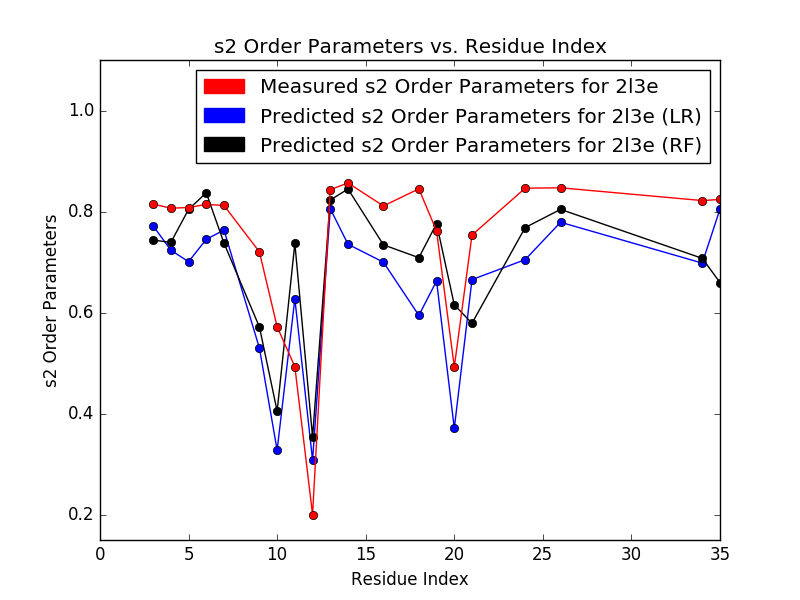 s2 Order Parameters vs. Residue Index
Measured s2 Order Parameters for 2l3e
Predicted s2 Order Parameters for 2l3e (LR)
Predicted s2 Order Parameters for 2l3e (RF)
1.0
0.8
0.6
0.4
0.2
s2 Order Parameters
0 5 10 15 20 25 30 35
Residue Index